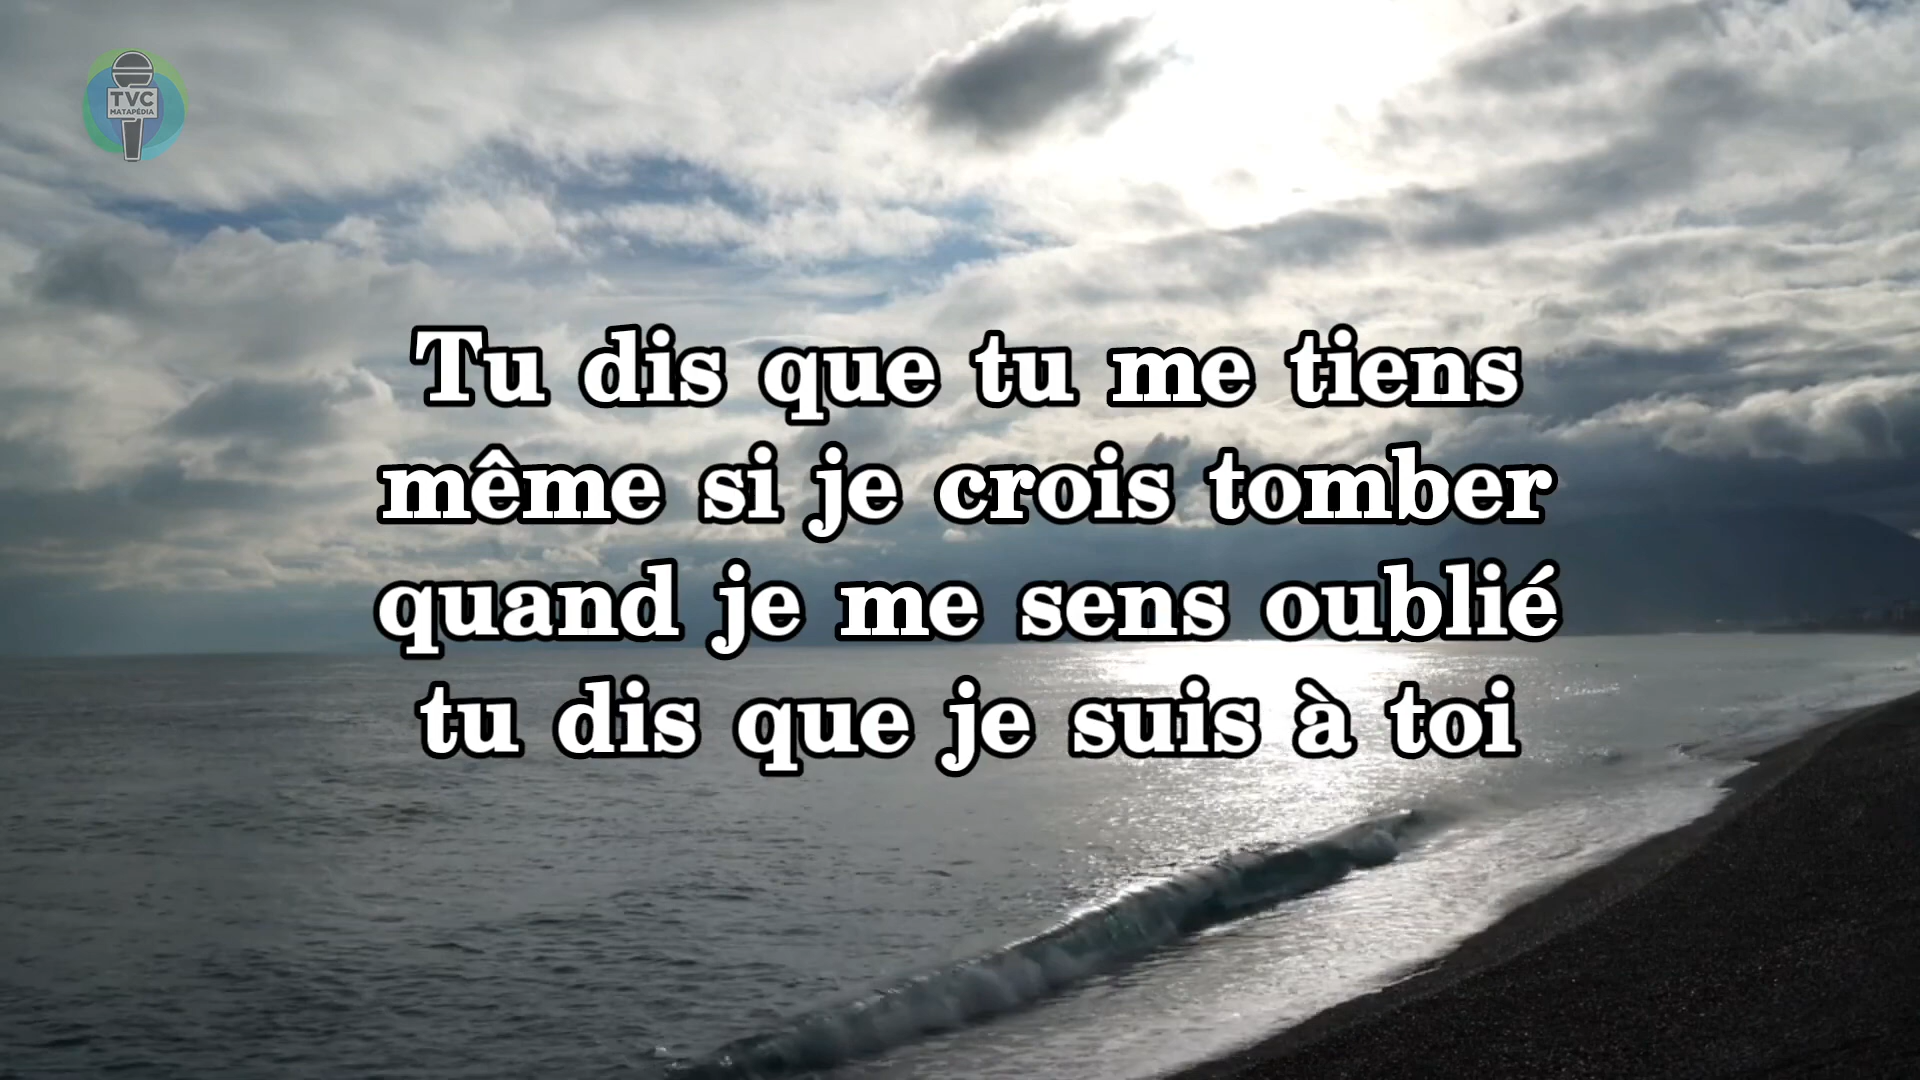 TVC
MATAPÉDIA
Tu dis que tu me tiens
même si je crois tomber
quand je me sens oublié
tu dis que je suis à toi